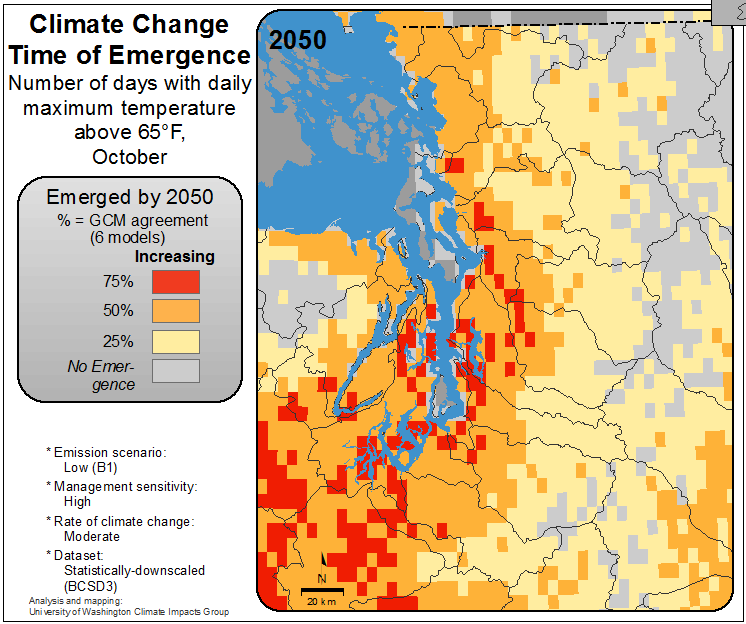 Climate Change
Time of Emergence
Number of days with daily
maximum temperature
above 65°F,
October
2050
Emerged by 2050
% = GCM agreement
(6 models)
Increasing
75%
50%
25%
No Emer-
gence
* Emission scenario:
Low (B1)
* Management sensitivity:
High
* Rate of climate change:
Moderate
* Dataset:
Statistically-downscaled
(BCSD3)
Analysis and mapping:
University of Washington Climate Impacts Group
N
20 km